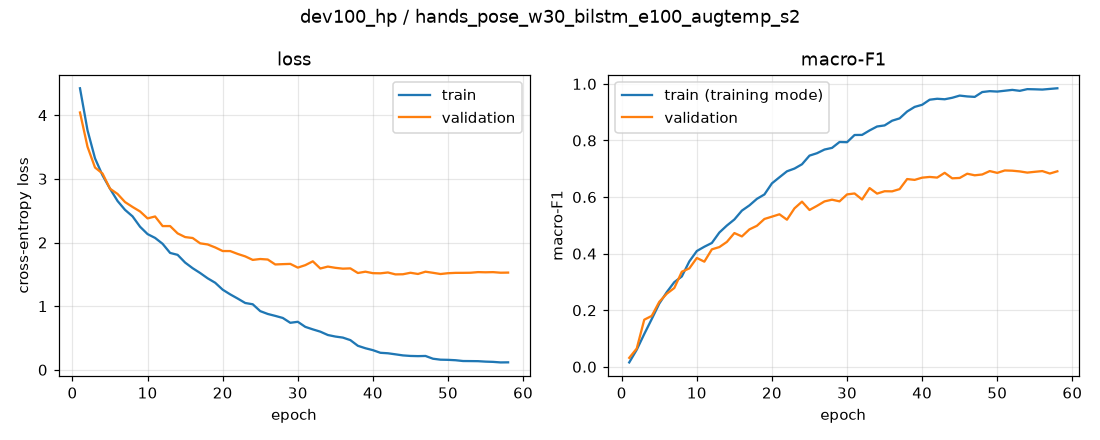 dev100_hp / hands_pose_w30_bilstm_e100_augtemp_s2
loss
train
validation
cross-entropy loss
4
3
2
1
0
0 10 20 30 40 50 60
epoch
macro-F1
train (training mode)
validation
macro-F1
1.0
0.8
0.6
0.4
0.2
0.0
0 10 20 30 40 50 60
epoch